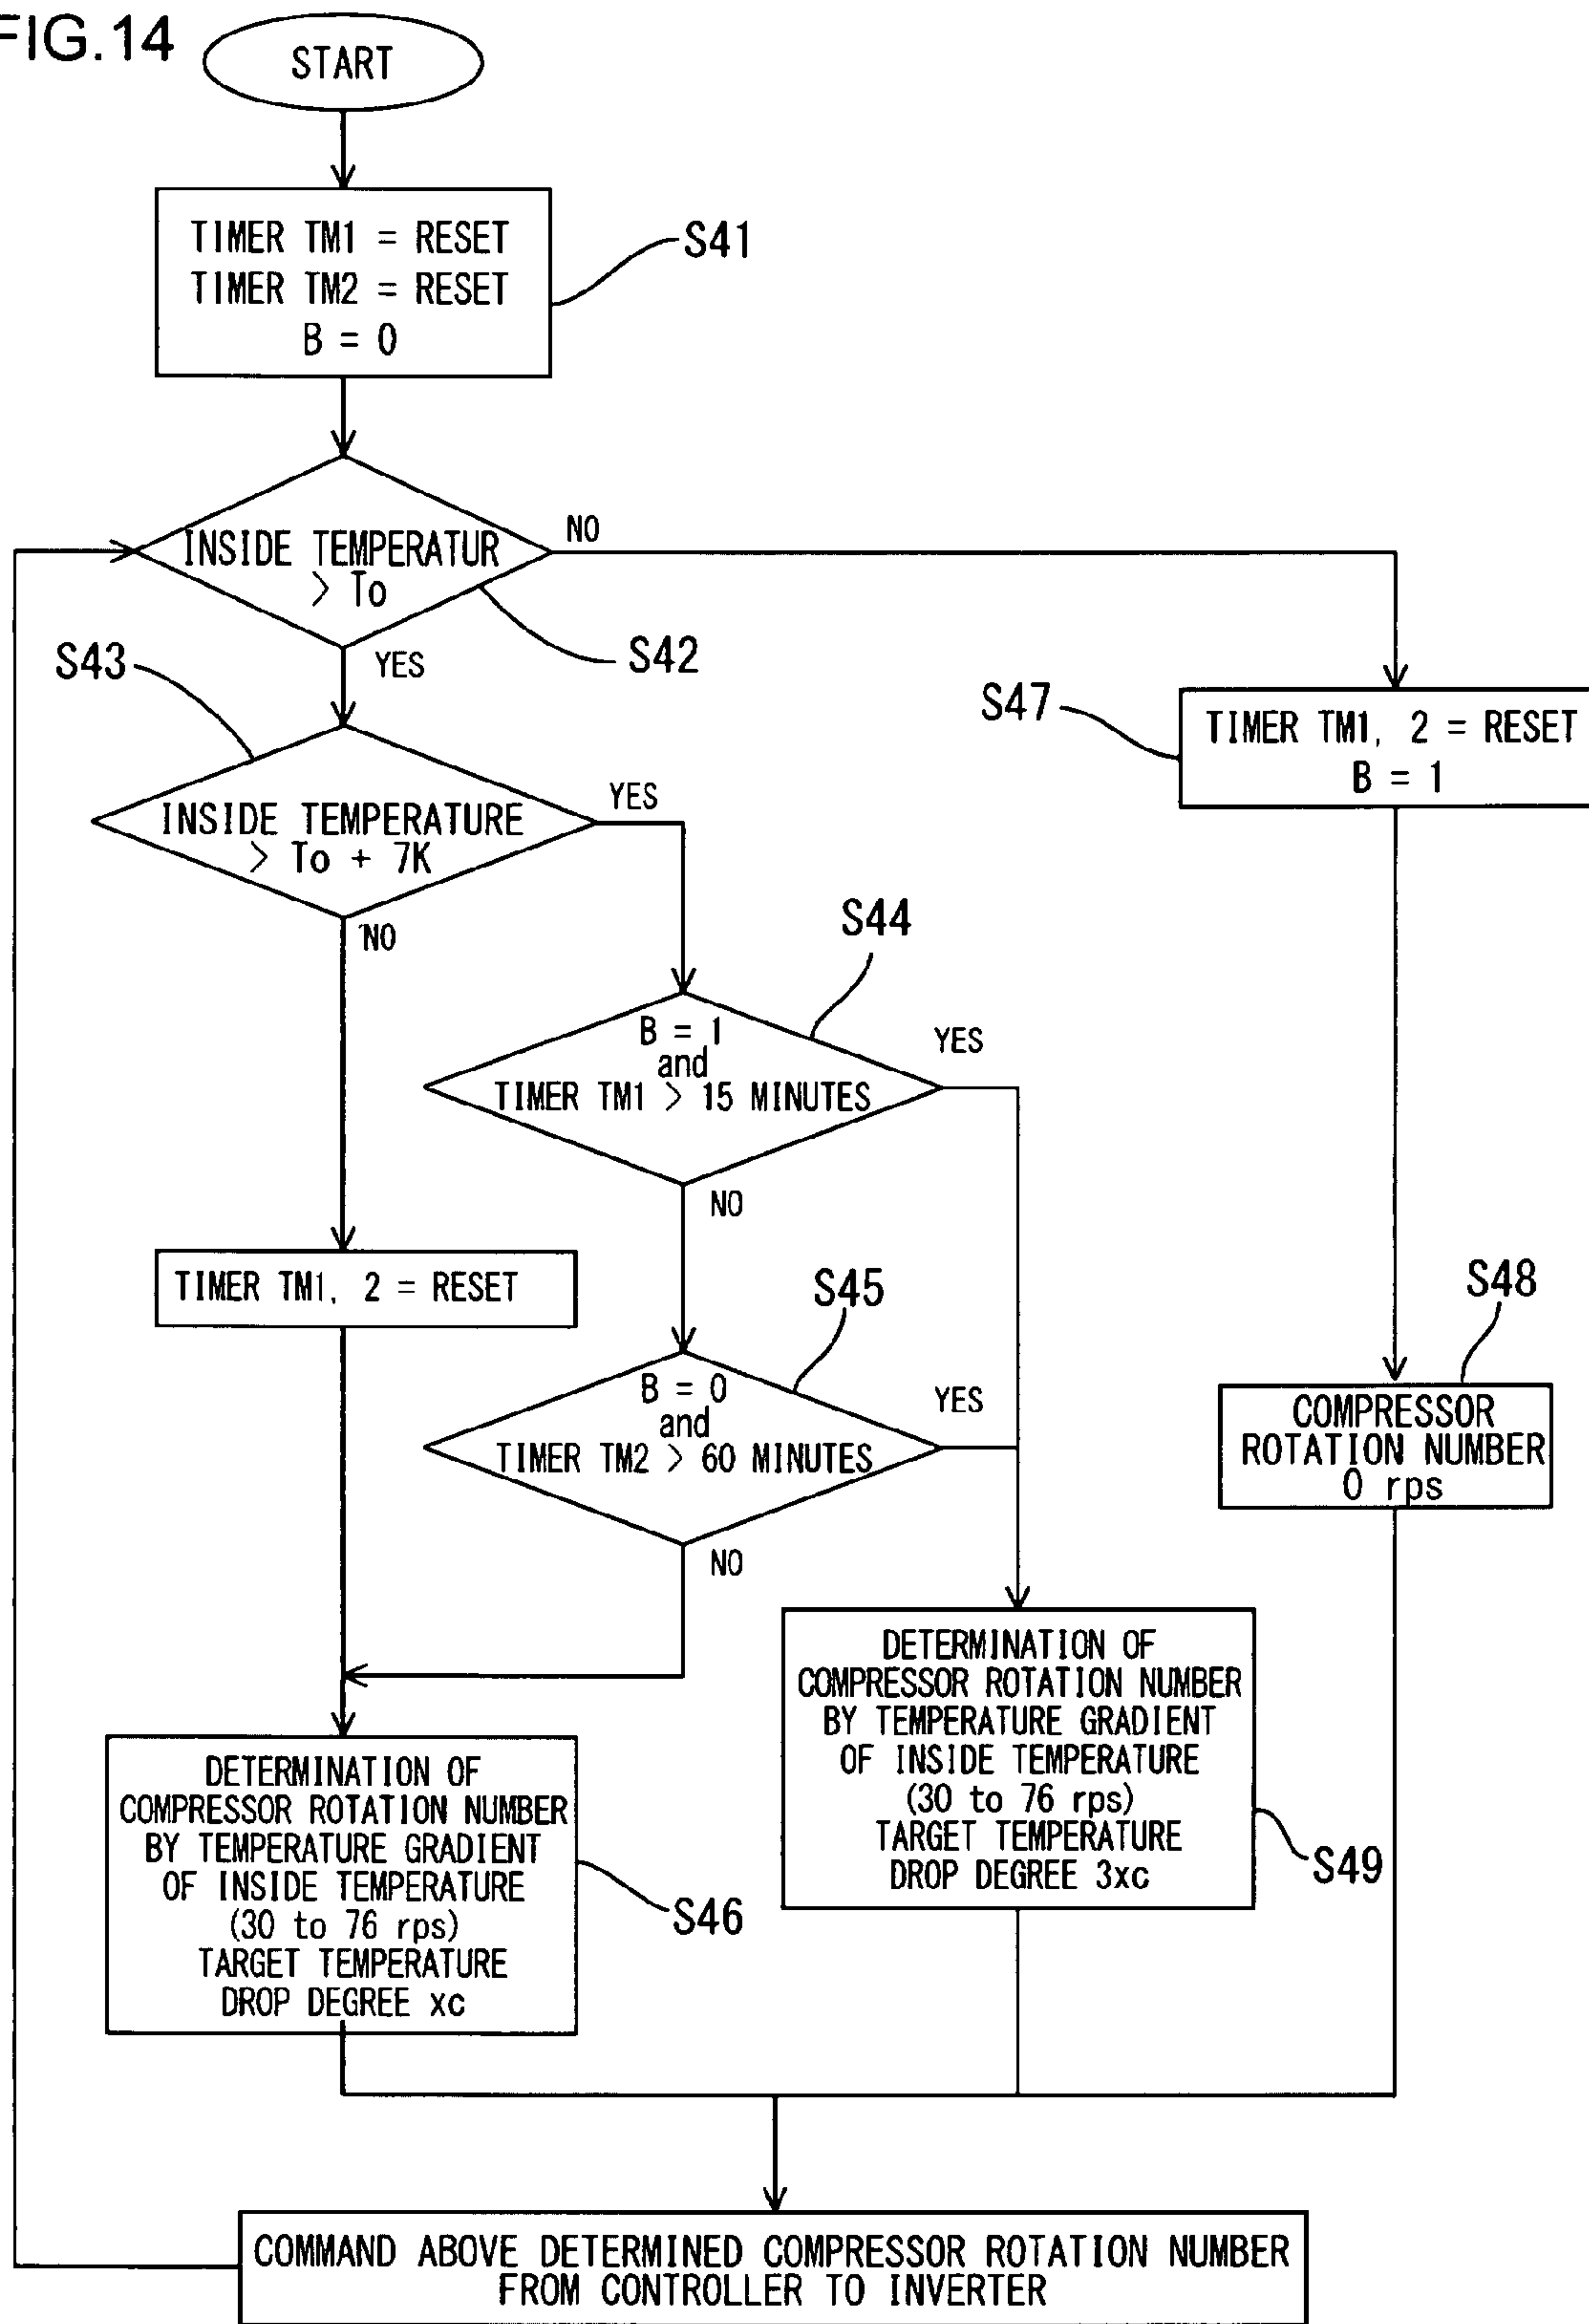 FIG.14
START
TIMER TM1 = RESET
TIMER TM2 = RESET
B = 0
S41
INSIDE TEMPERATUR
> To
NO
S42
YES
S43
INSIDE TEMPERATURE
> To + 7K
YES
NO
S47
TIMER TM1, 2 = RESET
B = 1
S44
B = 1
and
TIMER TM1 > 15 MINUTES
YES
NO
TIMER TM1, 2 = RESET
S45
B = 0
and
TIMER TM2 > 60 MINUTES
YES
NO
S48
COMPRESSOR
ROTATION NUMBER
0 rps
DETERMINATION OF
COMPRESSOR ROTATION NUMBER
BY TEMPERATURE GRADIENT
OF INSIDE TEMPERATURE
(30 to 76 rps)
TARGET TEMPERATURE
DROP DEGREE xc
S46
DETERMINATION OF
COMPRESSOR ROTATION NUMBER
BY TEMPERATURE GRADIENT
OF INSIDE TEMPERATURE
(30 to 76 rps)
TARGET TEMPERATURE
DROP DEGREE 3xc
S49
COMMAND ABOVE DETERMINED COMPRESSOR ROTATION NUMBER
FROM CONTROLLER TO INVERTER